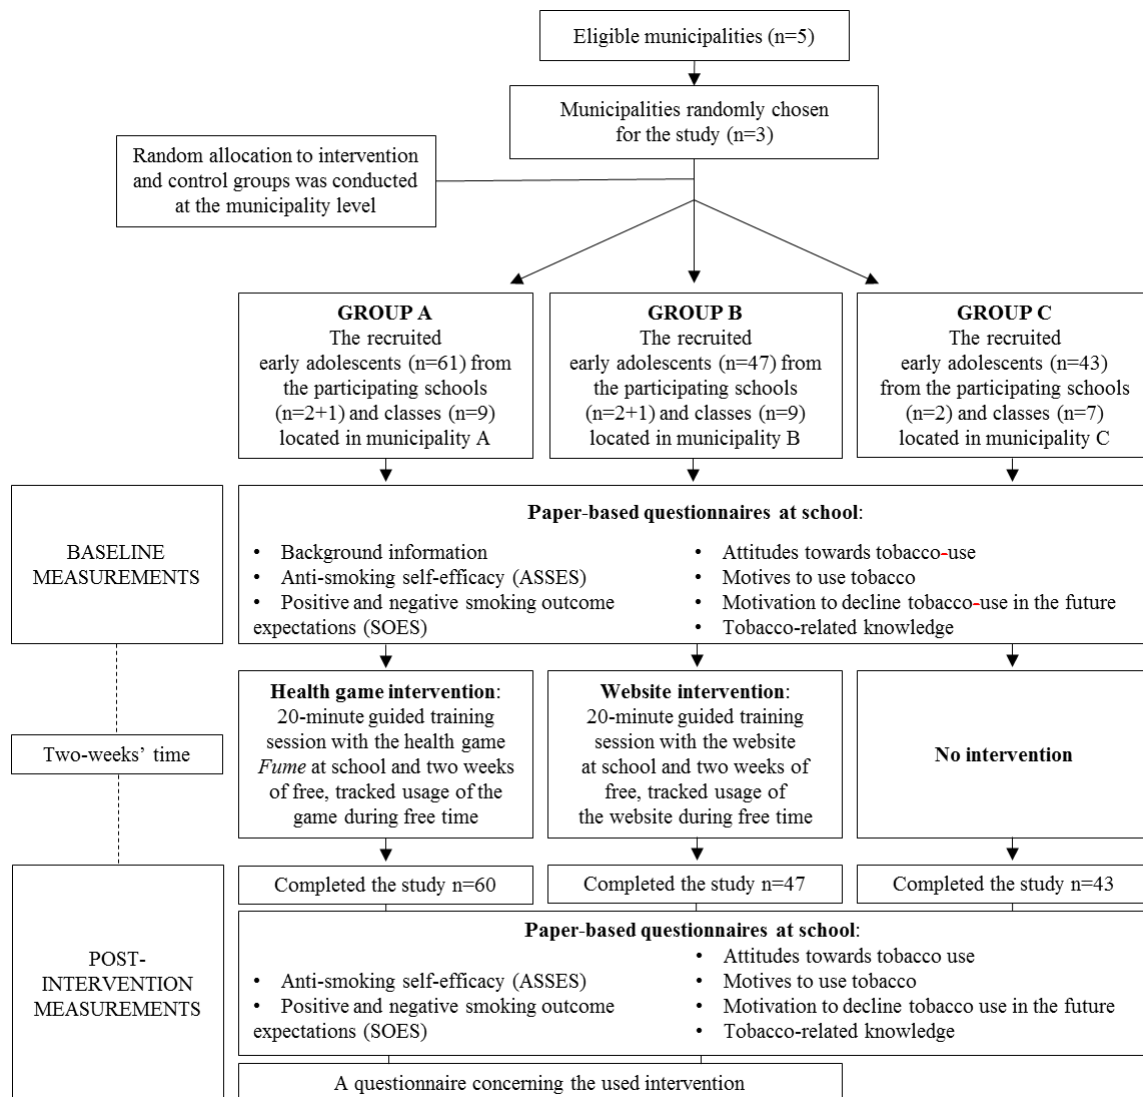 Eligible municipalities (n=5)
Municipalities randomly chosen
for the study (n=3)
Random allocation to intervention
and control groups was conducted
at the municipality level
GROUP A
The recruited
early adolescents (n=61) from
the participating schools
(n=2+1) and classes (n=9)
located in municipality A
GROUP B
The recruited
early adolescents (n=47) from
the participating schools
(n=2+1) and classes (n=9)
located in municipality B
GROUP C
The recruited
early adolescents (n=43)
from the participating schools
(n=2) and classes (n=7)
located in municipality C
BASELINE
MEASUREMENTS
Paper-based questionnaires at school:
• Background information
• Anti-smoking self-efficacy (ASSES)
• Positive and negative smoking outcome
expectations (SOES)
• Attitudes towards tobacco-use
• Motives to use tobacco
• Motivation to decline tobacco-use in the future
• Tobacco-related knowledge
Two-weeks’ time
Health game intervention:
20-minute guided training
session with the health game
Fume at school and two weeks
of free, tracked usage of the
game during free time
Website intervention:
20-minute guided training
session with the website
at school and two weeks of
free, tracked usage of
the website during free time
No intervention
Completed the study n=60
Completed the study n=47
Completed the study n=43
POST-
INTERVENTION
MEASUREMENTS
Paper-based questionnaires at school:
• Anti-smoking self-efficacy (ASSES)
• Positive and negative smoking outcome
expectations (SOES)
• Attitudes towards tobacco use
• Motives to use tobacco
• Motivation to decline tobacco use in the future
• Tobacco-related knowledge
A questionnaire concerning the used intervention